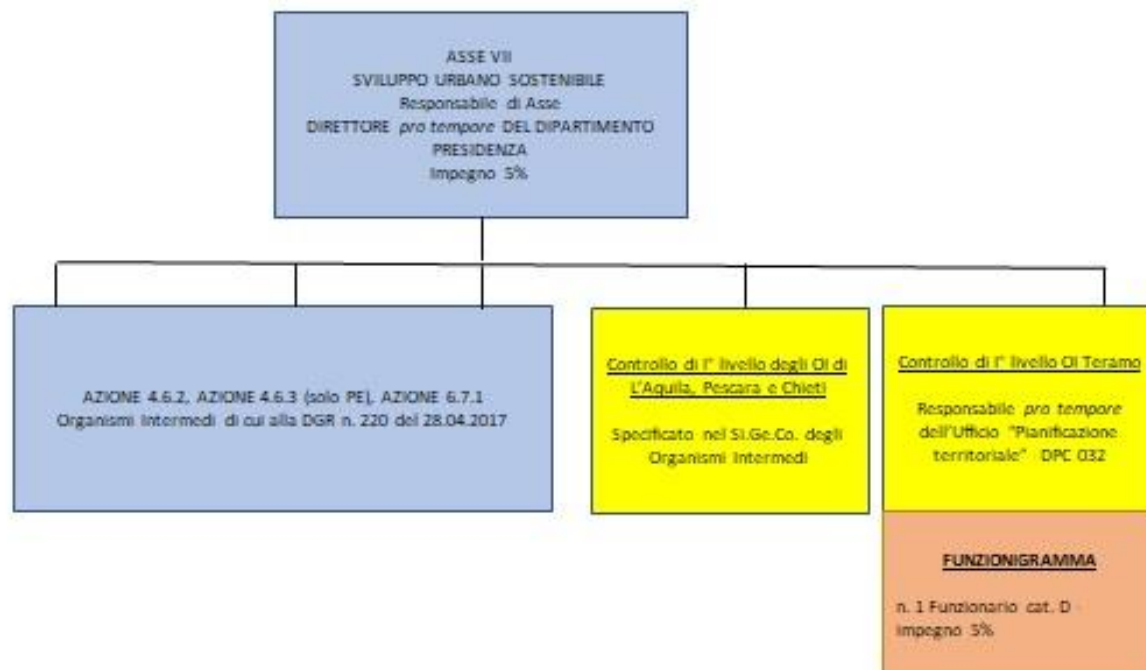 ASSE VII
SVILUPPO URBANO SOSTENIBILE
Responsabile di Asse
DIRETTORE pro tempore DEL DIPARTIMENTO
PRESIDENZA
Impegno 5%
AZIONE 4.6.2, AZIONE 4.6.3 (solo PE), AZIONE 6.7.1
Organismi Intermedi di cui alla DGR n. 220 del 28.04.2017
Controllo di I° livello degli OI di
L'Aquila, Pescara e Chieti
Specificato nel Si.Ge.Co. degli
Organismi Intermedi
Controllo di I° livello OI Teramo
Responsabile pro tempore
dell'Ufficio "Pianificazione
territoriale" DPC 032
FUNZIONIGRAMMA
n. 1 Funzionario cat. D -
impegno 5%